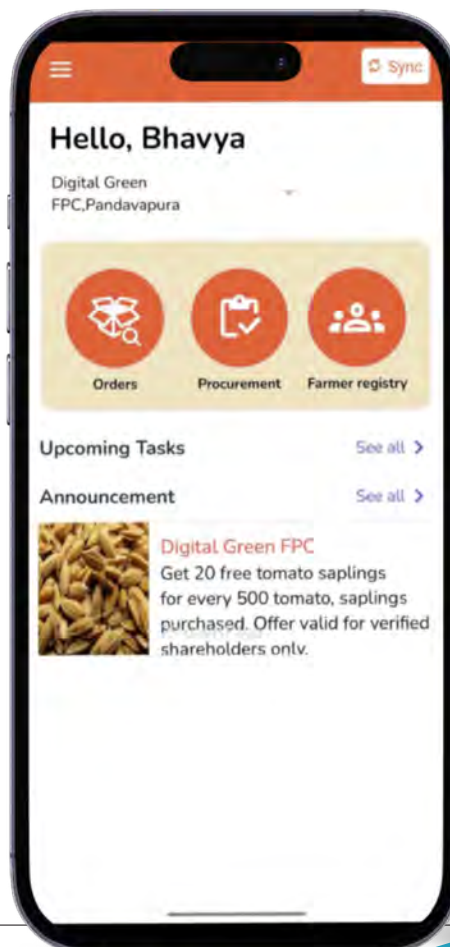 Sync
Hello, Bhavya
Digital Green
FPC,Pandavapura
Orders
Procurement
Farmer registry
Upcoming Tasks
See all
Announcement
See all
Digital Green FPC
Get 20 free tomato saplings
for every 500 tomato, saplings
purchased. Offer valid for verified
shareholders only.